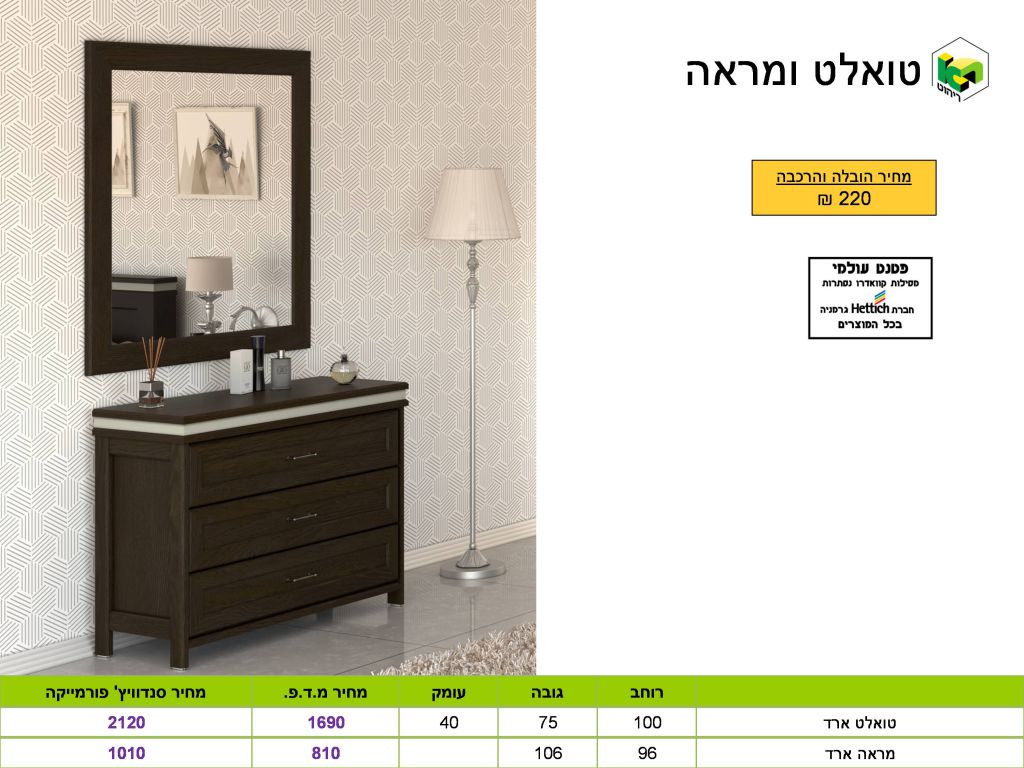 טואלט ומראה
ריהוט
מחיר הובלה והרכבה
220 ₪
פטנט עולמי
מסילות קוואדרו נסתרות
חברת Hettich גרמניה
בכל המוצרים
רוחב גובה עומק מחיר מ.ד.פ. מחיר סנדוויץ' פורמייקה
טואלט ארד 100 75 40 1690 2120
מראה ארד 96 106 810 1010